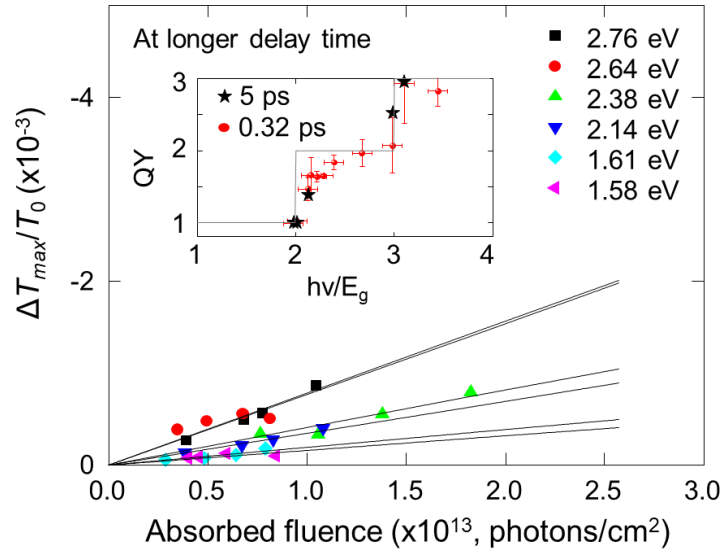 At longer delay time
2.76 eV
2.64 eV
2.38 eV
2.14 eV
1.61 eV
1.58 eV
5 ps
0.32 ps
QY
3
2
1
1
2
3
4
hν/E_g
ΔT_max/T_0 (x10^-3)
-4
-2
0
0.0
0.5
1.0
1.5
2.0
2.5
3.0
Absorbed fluence (x10^13, photons/cm^2)